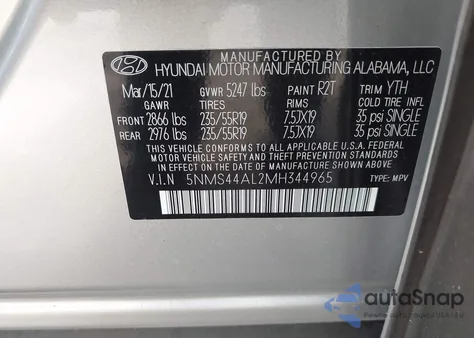 MANUFACTURED BY
HYUNDAI MOTOR MANUFACTURING ALABAMA, LLC
Mar/15/21 GVWR 5247 lbs PAINT R2T TRIM YTH
GAWR TIRES RIMS COLD TIRE INFL
FRONT 2866 lbs 235/55R19 7.5JX19 35 psi SINGLE
REAR 2976 lbs 235/55R19 7.5JX19 35 psi SINGLE
THIS VEHICLE CONFORMS TO ALL APPLICABLE U.S.A. FEDERAL
MOTOR VEHICLE SAFETY STANDARDS IN EFFECT ON THE DATE OF
MANUFACTURE SHOWN ABOVE.
V.I.N 5NMS44AL2MH344965 TYPE: MPV
autoSnap